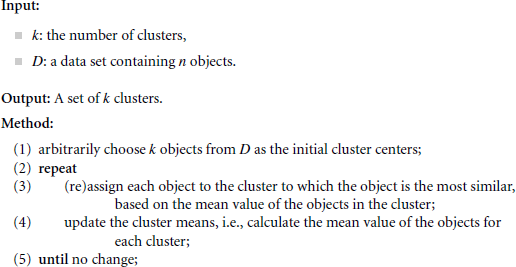 Input:
k: the number of clusters,
D: a data set containing n objects.
Output: A set of k clusters.
Method:
(1) arbitrarily choose k objects from D as the initial cluster centers;
(2) repeat
(3) (re)assign each object to the cluster to which the object is the most similar,
based on the mean value of the objects in the cluster;
(4) update the cluster means, i.e., calculate the mean value of the objects for
each cluster;
(5) until no change;